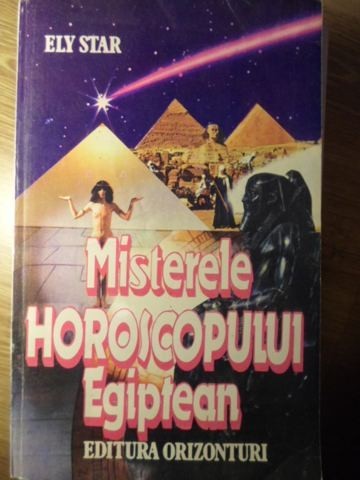 ELY STAR
Misterele
HOROSCOPULUI
Egiptean
EDITURA ORIZONTURI